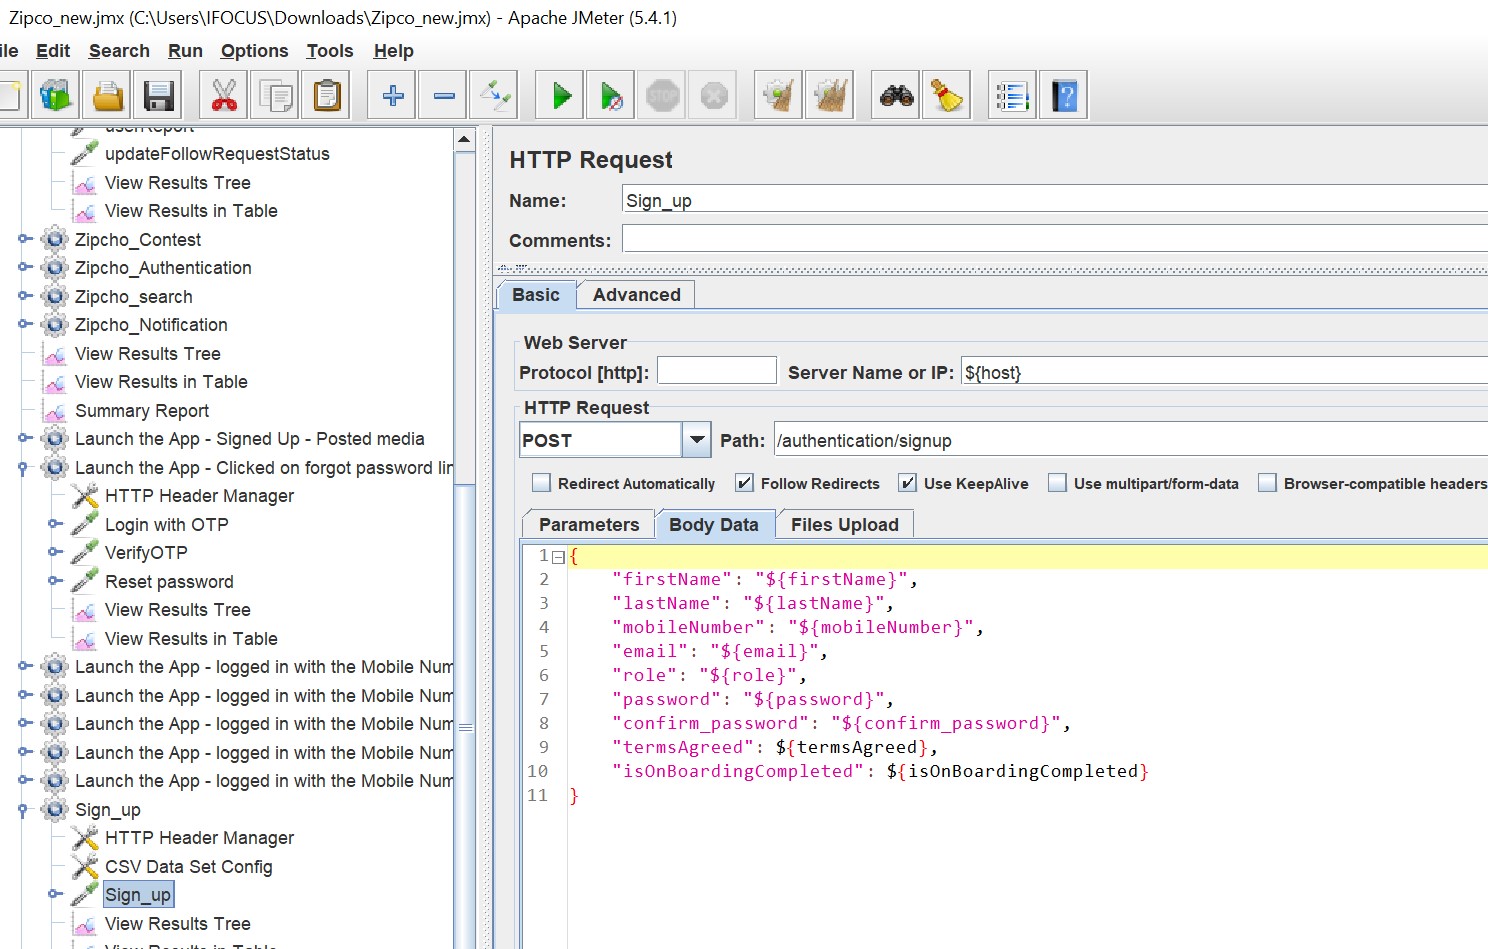 Zipco_new.jmx (C:\Users\IFOCUS\Downloads\Zipco_new.jmx) - Apache JMeter (5.4.1)
ile Edit Search Run Options Tools Help
STOP
userReport
updateFollowRequestStatus
View Results Tree
View Results in Table
Zipcho_Contest
Zipcho_Authentication
Zipcho_search
Zipcho_Notification
View Results Tree
View Results in Table
Summary Report
Launch the App - Signed Up - Posted media
Launch the App - Clicked on forgot password lin
HTTP Header Manager
Login with OTP
VerifyOTP
Reset password
View Results Tree
View Results in Table
Launch the App - logged in with the Mobile Num
Launch the App - logged in with the Mobile Num
Launch the App - logged in with the Mobile Num
Launch the App - logged in with the Mobile Num
Launch the App - logged in with the Mobile Num
Sign_up
HTTP Header Manager
CSV Data Set Config
Sign_up
View Results Tree
View Results in Table
HTTP Request
Name: Sign_up
Comments:
Basic Advanced
Web Server
Protocol [http]: Server Name or IP: ${host}
HTTP Request
POST Path: /authentication/signup
Redirect Automatically Follow Redirects Use KeepAlive Use multipart/form-data Browser-compatible headers
Parameters Body Data Files Upload
1 {
2 "firstName": "${firstName}",
3 "lastName": "${lastName}",
4 "mobileNumber": "${mobileNumber}",
5 "email": "${email}",
6 "role": "${role}",
7 "password": "${password}",
8 "confirm_password": "${confirm_password}",
9 "termsAgreed": ${termsAgreed},
10 "isOnBoardingCompleted": ${isOnBoardingCompleted}
11 }